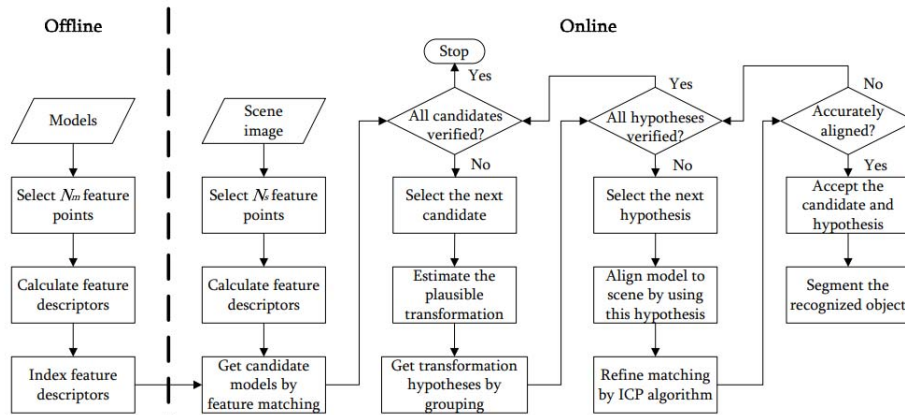 Offline
Online
Models
Select Nm feature
points
Calculate feature
descriptors
Index feature
descriptors
Scene
image
Select Ns feature
points
Calculate feature
descriptors
Get candidate
models by
feature matching
Stop
Yes
All candidates
verified?
No
Select the next
candidate
Estimate the
plausible
transformation
Get transformation
hypotheses by
grouping
Yes
All hypotheses
verified?
No
Select the next
hypothesis
Align model to
scene by using
this hypothesis
Refine matching
by ICP algorithm
No
Accurately
aligned?
Yes
Accept the
candidate and
hypothesis
Segment the
recognized object